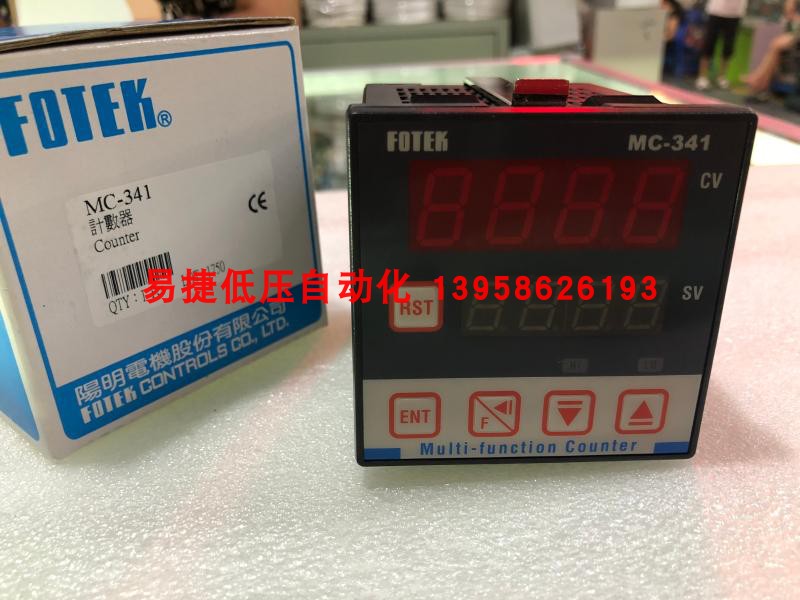 FOTEK®
MC-341
計數器
Counter
CE
QTY :
陽明電機股份有限公司
FOTEK CONTROLS CO., LTD.
FOTEK MC-341
CV
易捷低压自动化 13958626193
SV
RST
HI LO
ENT
F
Multi-function Counter